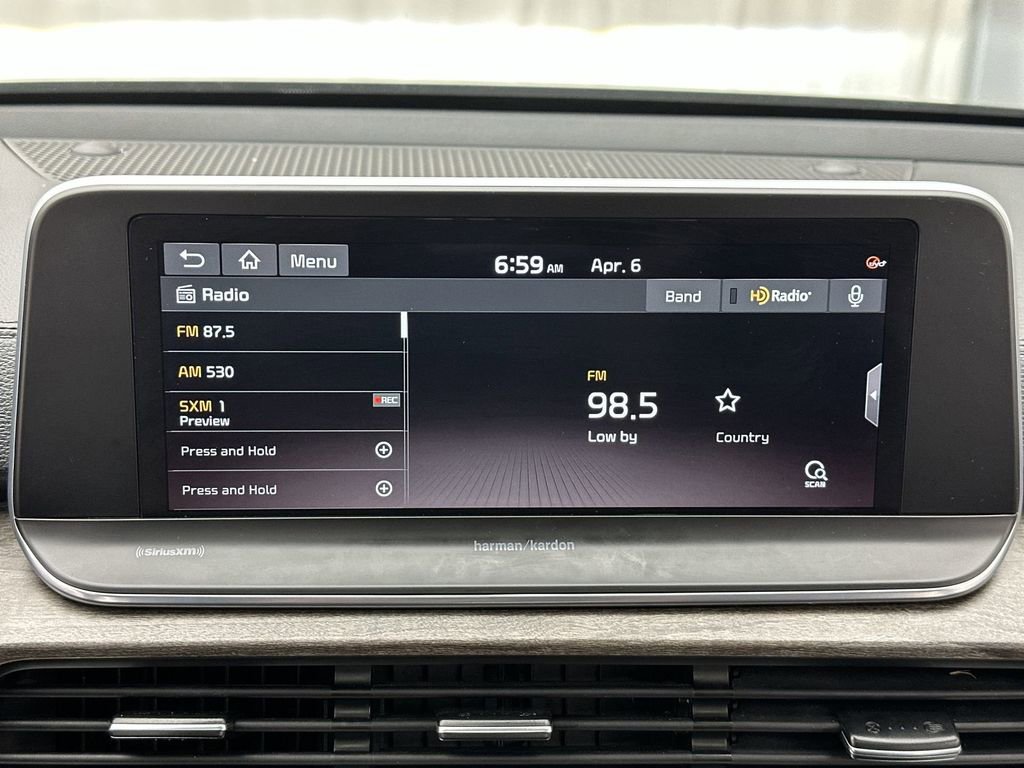 Menu
6:59 AM Apr. 6
Radio
Band
HD Radio
FM 87.5
AM 530
SXM 1
REC
Preview
Press and Hold
Press and Hold
FM
98.5
Low by
Country
SCAN
((SiriusXM))
harman/kardon